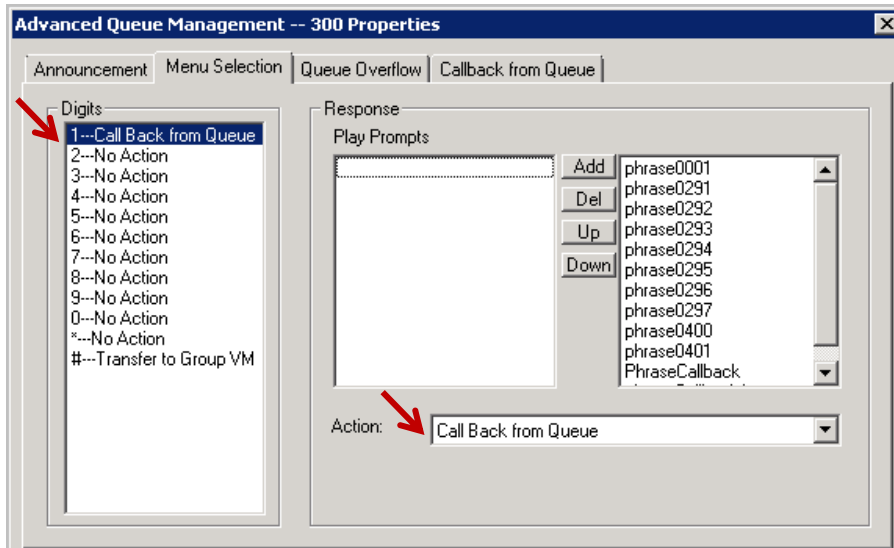 Advanced Queue Management -- 300 Properties
Announcement Menu Selection Queue Overflow Callback from Queue
Digits
1---Call Back from Queue
2---No Action
3---No Action
4---No Action
5---No Action
6---No Action
7---No Action
8---No Action
9---No Action
0---No Action
*---No Action
#---Transfer to Group VM
Response
Play Prompts
Add
Del
Up
Down
phrase0001
phrase0291
phrase0292
phrase0293
phrase0294
phrase0295
phrase0296
phrase0297
phrase0400
phrase0401
PhraseCallback
Action: Call Back from Queue